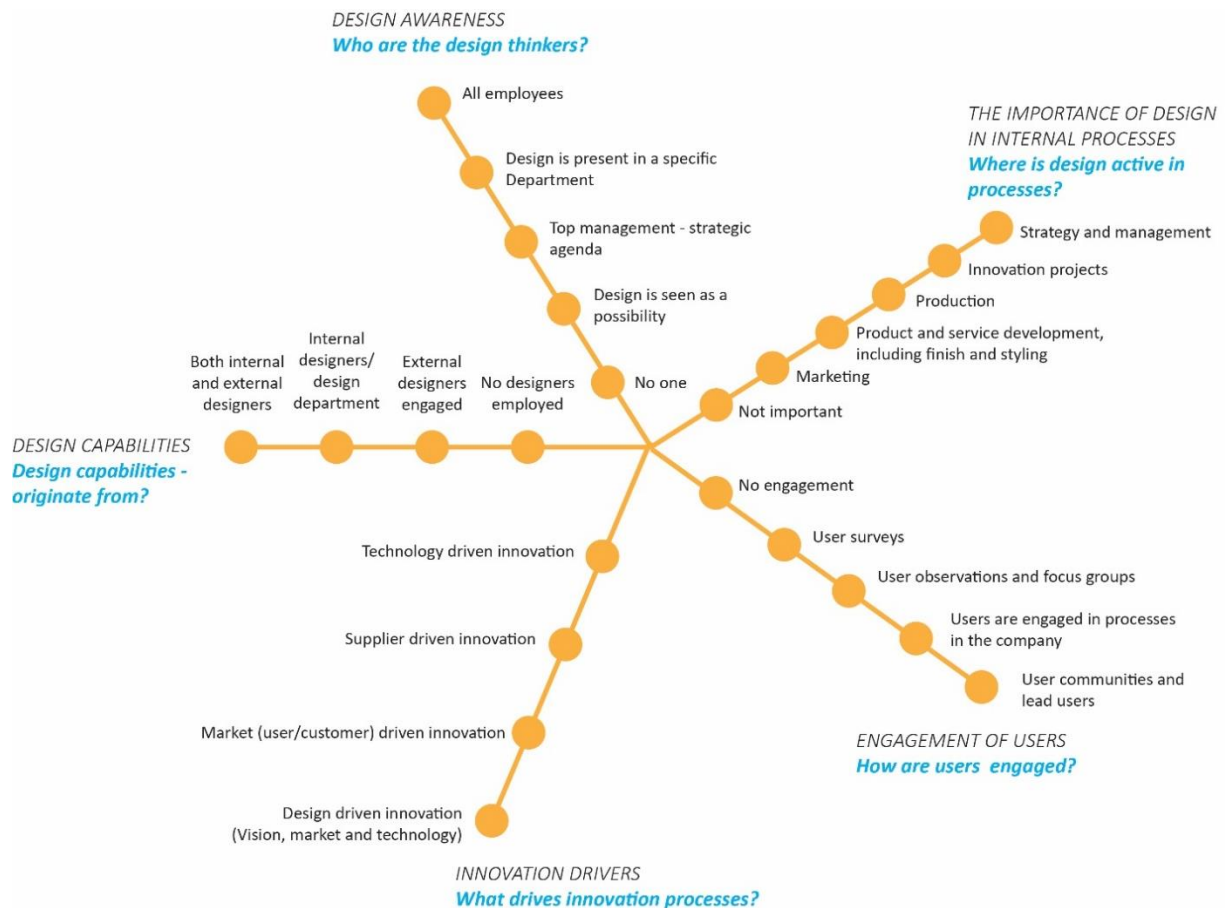 DESIGN AWARENESS
Who are the design thinkers?
All employees
Design is present in a specific
Department
Top management - strategic
agenda
Design is seen as a
possibility
No one
THE IMPORTANCE OF DESIGN
IN INTERNAL PROCESSES
Where is design active in
processes?
Strategy and management
Innovation projects
Production
Product and service development,
including finish and styling
Marketing
Not important
Both internal
and external
designers
Internal
designers/
design
department
External
designers
engaged
No designers
employed
DESIGN CAPABILITIES
Design capabilities -
originate from?
No engagement
User surveys
User observations and focus groups
Users are engaged in processes
in the company
User communities and
lead users
ENGAGEMENT OF USERS
How are users engaged?
Technology driven innovation
Supplier driven innovation
Market (user/customer) driven innovation
Design driven innovation
(Vision, market and technology)
INNOVATION DRIVERS
What drives innovation processes?